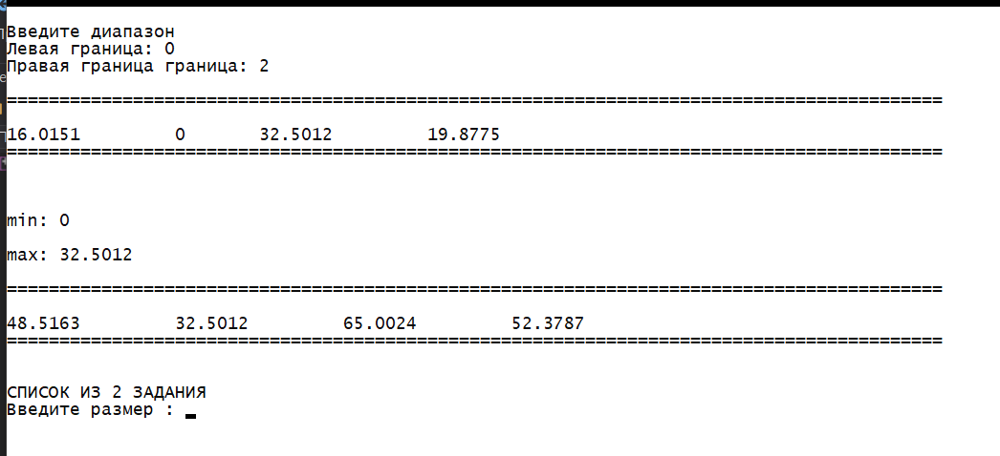 Введите диапазон
Левая граница: 0
Правая граница граница: 2
=========================================================================================
16.0151         0       32.5012         19.8775
=========================================================================================
min: 0
max: 32.5012
=========================================================================================
48.5163         32.5012         65.0024         52.3787
=========================================================================================
СПИСОК ИЗ 2 ЗАДАНИЯ
Введите размер :